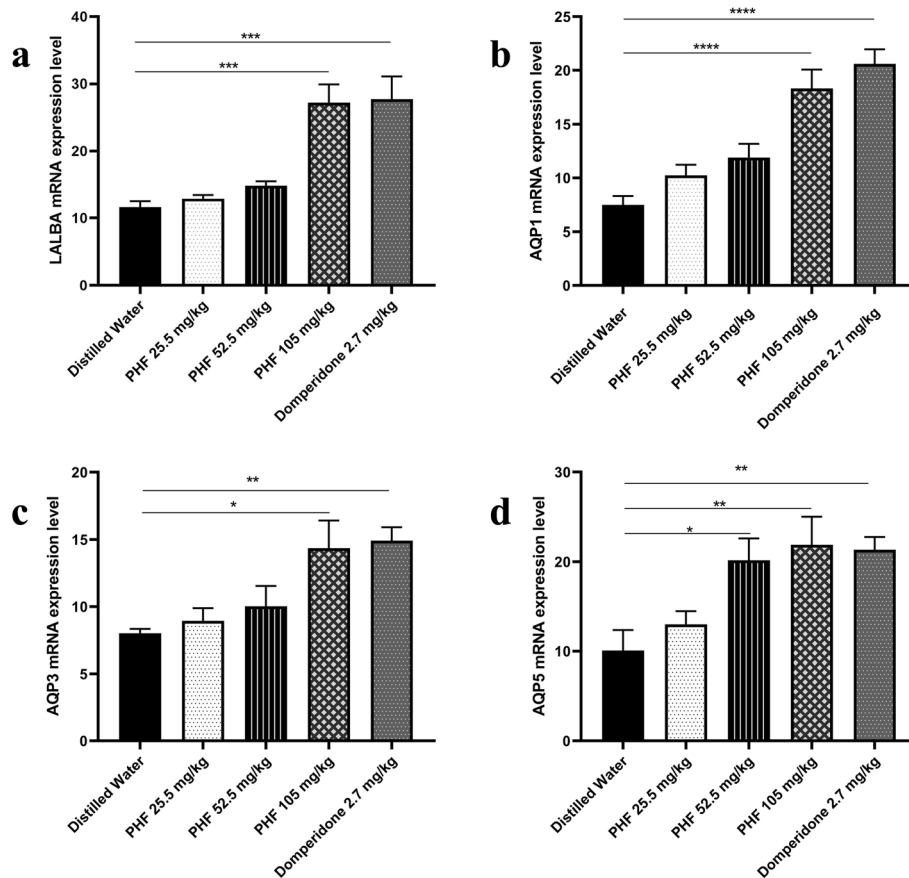 a
LALBA mRNA expression level
40
30
20
10
0
***
***
Distilled Water
PHF 25.5 mg/kg
PHF 52.5 mg/kg
PHF 105 mg/kg
Domperidone 2.7 mg/kg
b
AQP1 mRNA expression level
25
20
15
10
5
0
****
****
Distilled Water
PHF 25.5 mg/kg
PHF 52.5 mg/kg
PHF 105 mg/kg
Domperidone 2.7 mg/kg
c
AQP3 mRNA expression level
20
15
10
5
0
**
*
Distilled Water
PHF 25.5 mg/kg
PHF 52.5 mg/kg
PHF 105 mg/kg
Domperidone 2.7 mg/kg
d
AQP5 mRNA expression level
30
20
10
0
**
**
*
Distilled Water
PHF 25.5 mg/kg
PHF 52.5 mg/kg
PHF 105 mg/kg
Domperidone 2.7 mg/kg